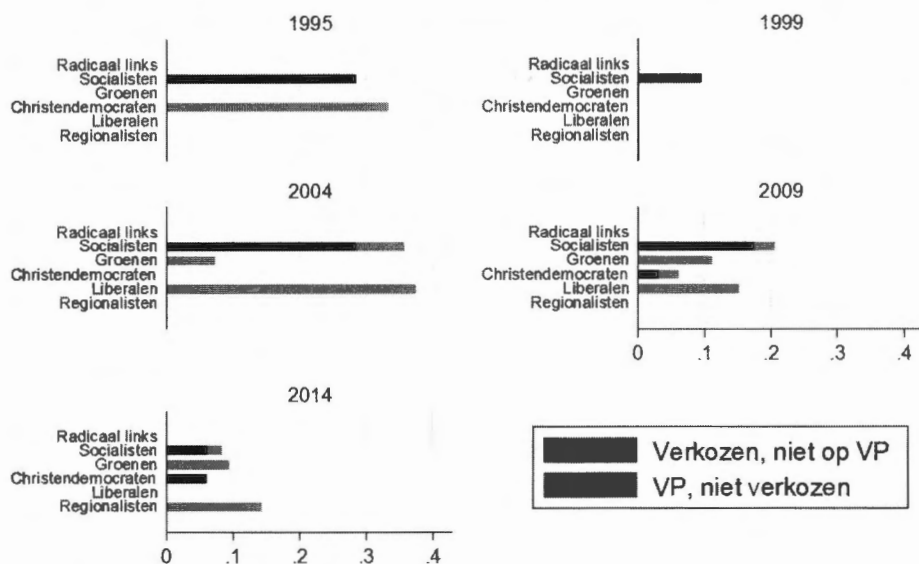 1995
Radicaal links
Socialisten
Groenen
Christendemocraten
Liberalen
Regionalisten
1999
Radicaal links
Socialisten
Groenen
Christendemocraten
Liberalen
Regionalisten
2004
Radicaal links
Socialisten
Groenen
Christendemocraten
Liberalen
Regionalisten
2009
Radicaal links
Socialisten
Groenen
Christendemocraten
Liberalen
Regionalisten
0 .1 .2 .3 .4
2014
Radicaal links
Socialisten
Groenen
Christendemocraten
Liberalen
Regionalisten
0 .1 .2 .3 .4
Verkozen, niet op VP
VP, niet verkozen